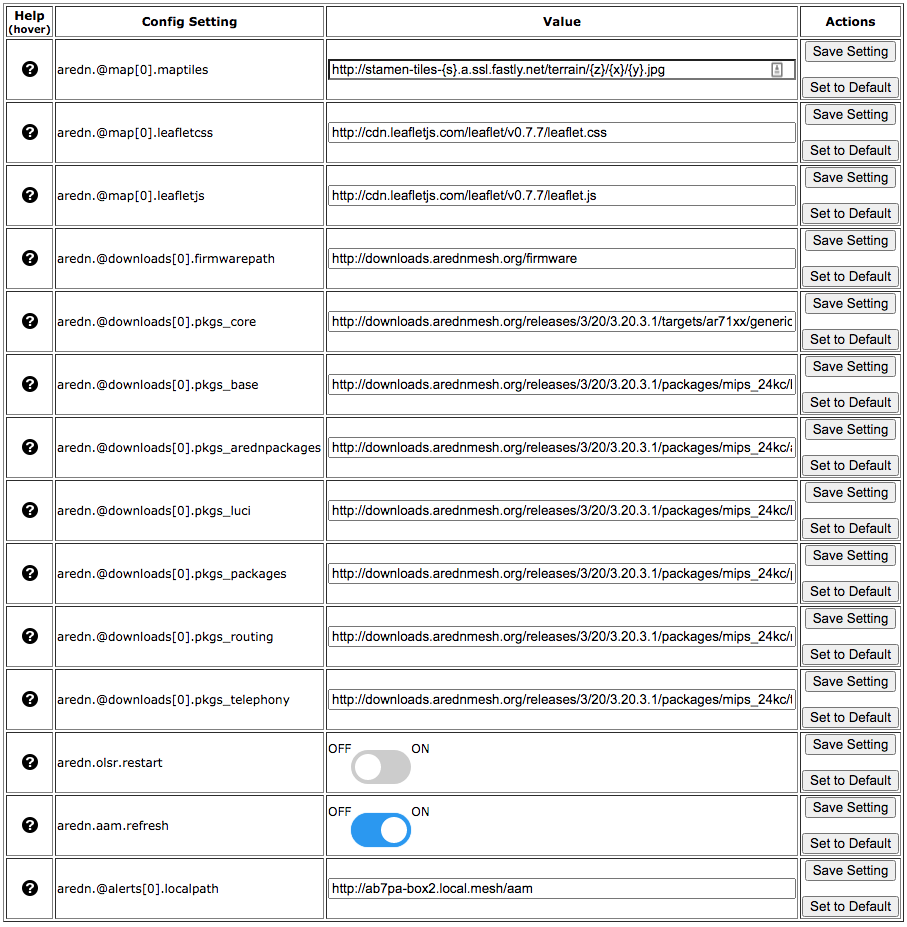 Help (hover) Config Setting Value Actions
? aredn.@map[0].maptiles http://stamen-tiles-{s}.a.ssl.fastly.net/terrain/{z}/{x}/{y}.jpg Save Setting
Set to Default
? aredn.@map[0].leafletcss http://cdn.leafletjs.com/leaflet/v0.7.7/leaflet.css Save Setting
Set to Default
? aredn.@map[0].leafletjs http://cdn.leafletjs.com/leaflet/v0.7.7/leaflet.js Save Setting
Set to Default
? aredn.@downloads[0].firmwarepath http://downloads.arednmesh.org/firmware Save Setting
Set to Default
? aredn.@downloads[0].pkgs_core http://downloads.arednmesh.org/releases/3/20/3.20.3.1/targets/ar71xx/generic Save Setting
Set to Default
? aredn.@downloads[0].pkgs_base http://downloads.arednmesh.org/releases/3/20/3.20.3.1/packages/mips_24kc/ Save Setting
Set to Default
? aredn.@downloads[0].pkgs_arednpackages http://downloads.arednmesh.org/releases/3/20/3.20.3.1/packages/mips_24kc/ Save Setting
Set to Default
? aredn.@downloads[0].pkgs_luci http://downloads.arednmesh.org/releases/3/20/3.20.3.1/packages/mips_24kc/ Save Setting
Set to Default
? aredn.@downloads[0].pkgs_packages http://downloads.arednmesh.org/releases/3/20/3.20.3.1/packages/mips_24kc/ Save Setting
Set to Default
? aredn.@downloads[0].pkgs_routing http://downloads.arednmesh.org/releases/3/20/3.20.3.1/packages/mips_24kc/ Save Setting
Set to Default
? aredn.@downloads[0].pkgs_telephony http://downloads.arednmesh.org/releases/3/20/3.20.3.1/packages/mips_24kc/ Save Setting
Set to Default
? aredn.olsr.restart OFF ON Save Setting
Set to Default
? aredn.aam.refresh OFF ON Save Setting
Set to Default
? aredn.@alerts[0].localpath http://ab7pa-box2.local.mesh/aam Save Setting
Set to Default